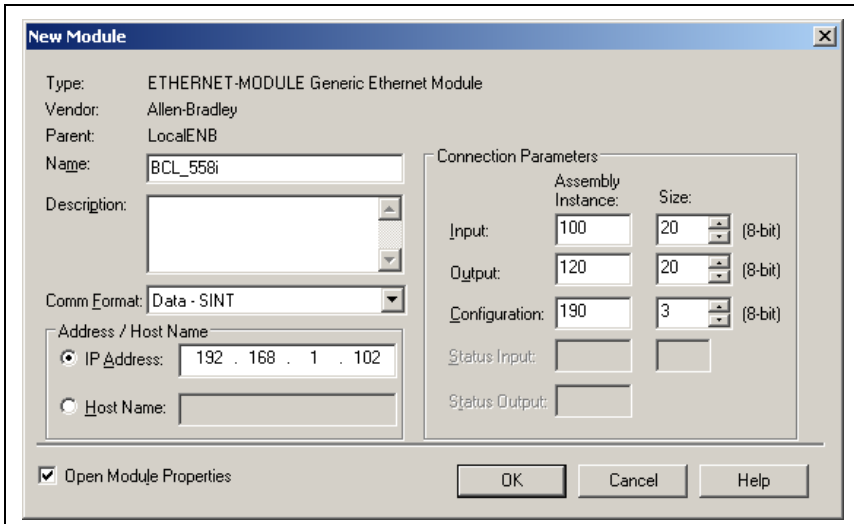 New Module
Type: ETHERNET-MODULE Generic Ethernet Module
Vendor: Allen-Bradley
Parent: LocalENB
Name: BCL_558i
Description:
Comm Format: Data - SINT
Address / Host Name
IP Address: 192 . 168 . 1 . 102
Host Name:
Connection Parameters
Assembly
Instance: Size:
Input: 100 20 (8-bit)
Output: 120 20 (8-bit)
Configuration: 190 3 (8-bit)
Status Input:
Status Output:
Open Module Properties
OK Cancel Help